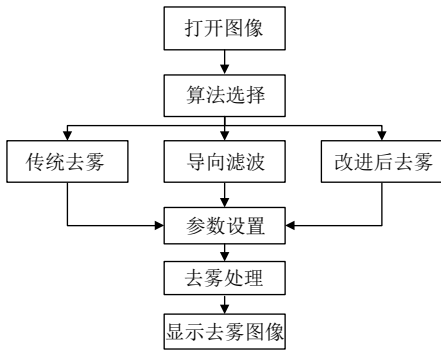 打开图像
算法选择
传统去雾
导向滤波
改进后去雾
参数设置
去雾处理
显示去雾图像